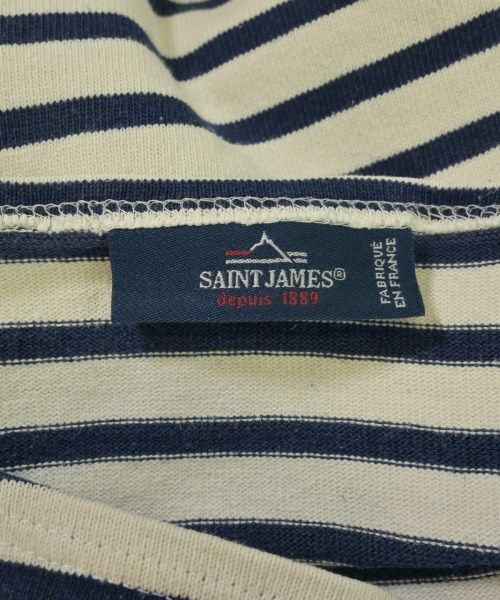 SAINT JAMES®
depuis 1889
FABRIQUÉ
EN FRANCE